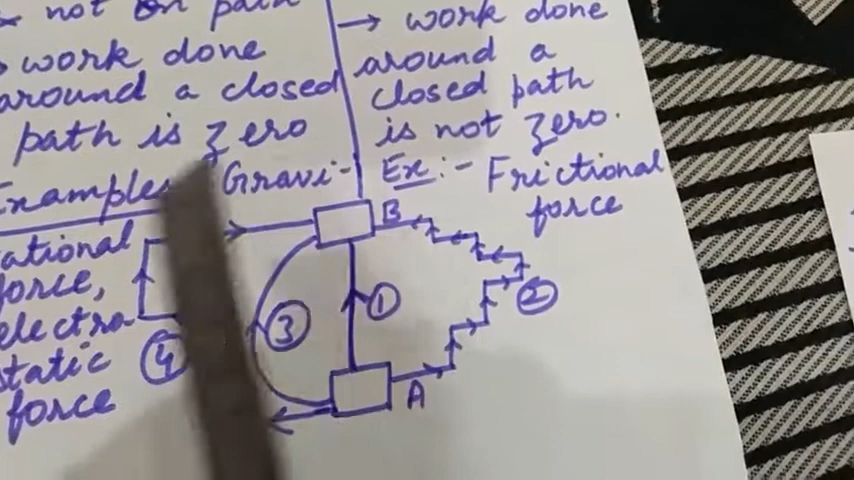 not on path
work done
around a closed
path is zero
Examples Gravi-
tational
force,
electro
static
force
→ work done
around a
closed path
is not zero.
Ex:- Frictional
force
B
1
2
3
4
A